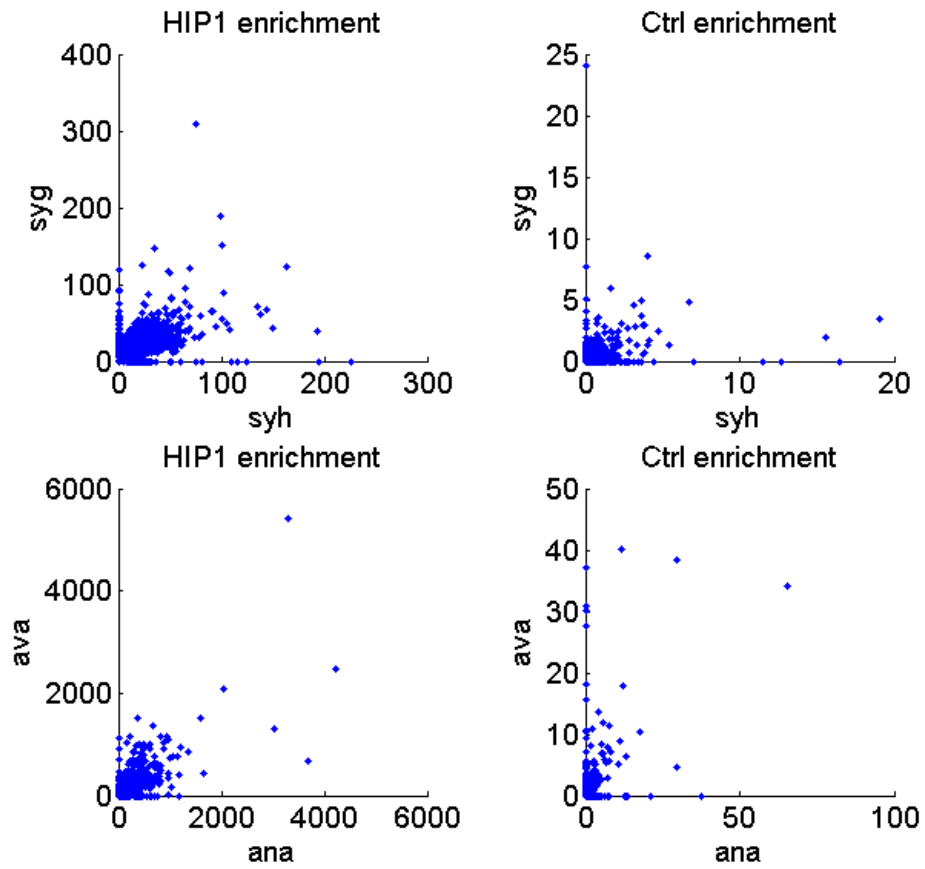 HIP1 enrichment
400
300
200
100
0
syg
0 100 200 300
syh
Ctrl enrichment
25
20
15
10
5
0
syg
0 10 20
syh
HIP1 enrichment
6000
4000
2000
0
ava
0 2000 4000 6000
ana
Ctrl enrichment
50
40
30
20
10
0
ava
0 50 100
ana